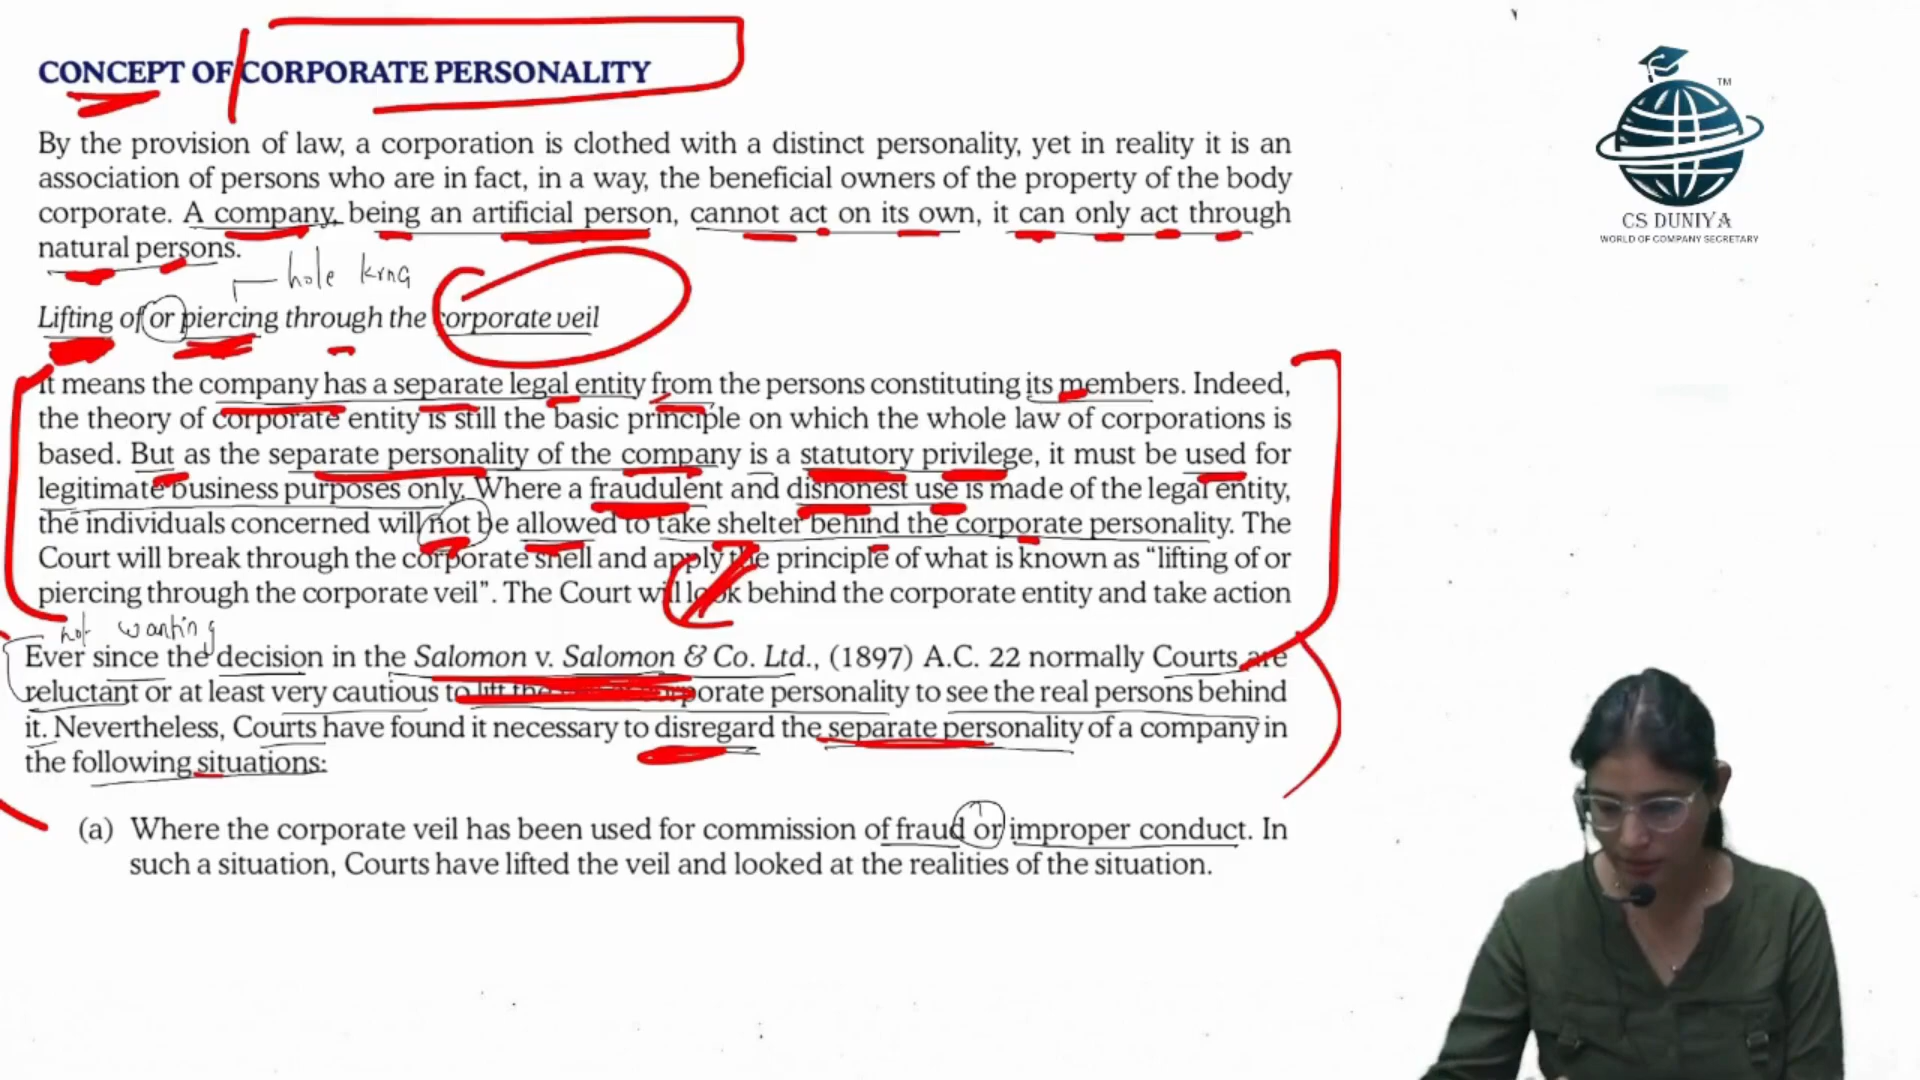 CONCEPT OF CORPORATE PERSONALITY
By the provision of law, a corporation is clothed with a distinct personality, yet in reality it is an
association of persons who are in fact, in a way, the beneficial owners of the property of the body
corporate. A company, being an artificial person, cannot act on its own, it can only act through
natural persons.
hole krna
Lifting of or piercing through the corporate veil
It means the company has a separate legal entity from the persons constituting its members. Indeed,
the theory of corporate entity is still the basic principle on which the whole law of corporations is
based. But as the separate personality of the company is a statutory privilege, it must be used for
legitimate business purposes only. Where a fraudulent and dishonest use is made of the legal entity,
the individuals concerned will not be allowed to take shelter behind the corporate personality. The
Court will break through the corporate shell and apply the principle of what is known as “lifting of or
piercing through the corporate veil”. The Court will look behind the corporate entity and take action
not wanting
Ever since the decision in the Salomon v. Salomon & Co. Ltd., (1897) A.C. 22 normally Courts are
reluctant or at least very cautious to lift the corporate personality to see the real persons behind
it. Nevertheless, Courts have found it necessary to disregard the separate personality of a company in
the following situations:
(a) Where the corporate veil has been used for commission of fraud or improper conduct. In
such a situation, Courts have lifted the veil and looked at the realities of the situation.
TM
CS DUNIYA
WORLD OF COMPANY SECRETARY